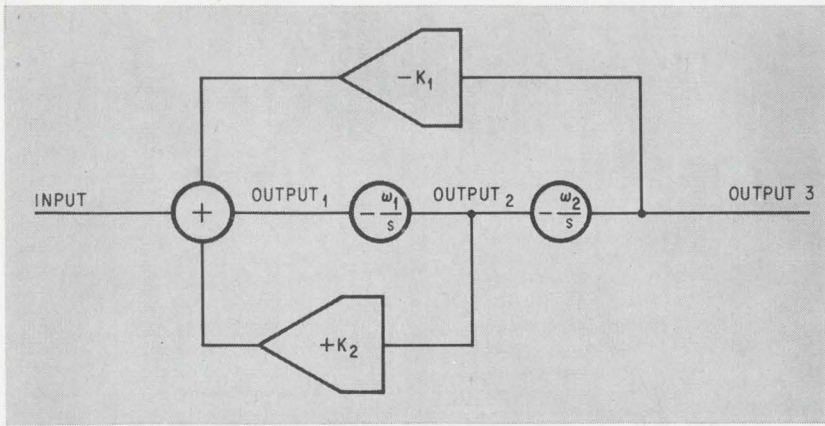 −K₁
INPUT
+
OUTPUT₁
−ω₁/s
OUTPUT₂
−ω₂/s
OUTPUT 3
+K₂